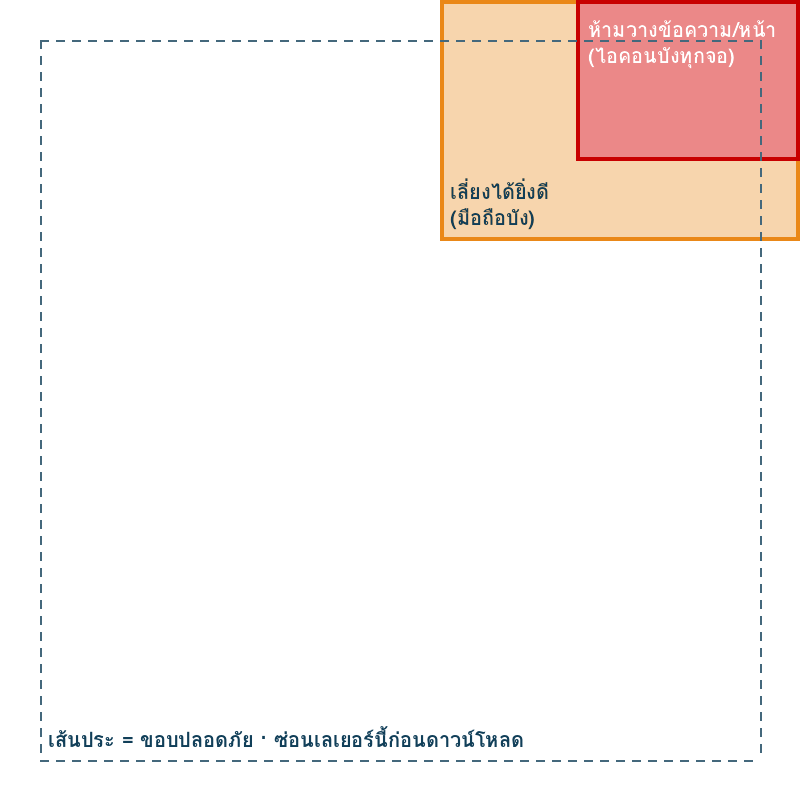 ห้ามวางข้อความ/หน้า
(ไอคอนบังทุกจอ)
เลี่ยงได้ยิ่งดี
(มือถือบัง)
เส้นประ = ขอบปลอดภัย · ซ่อนเลเยอร์นี้ก่อนดาวน์โหลด